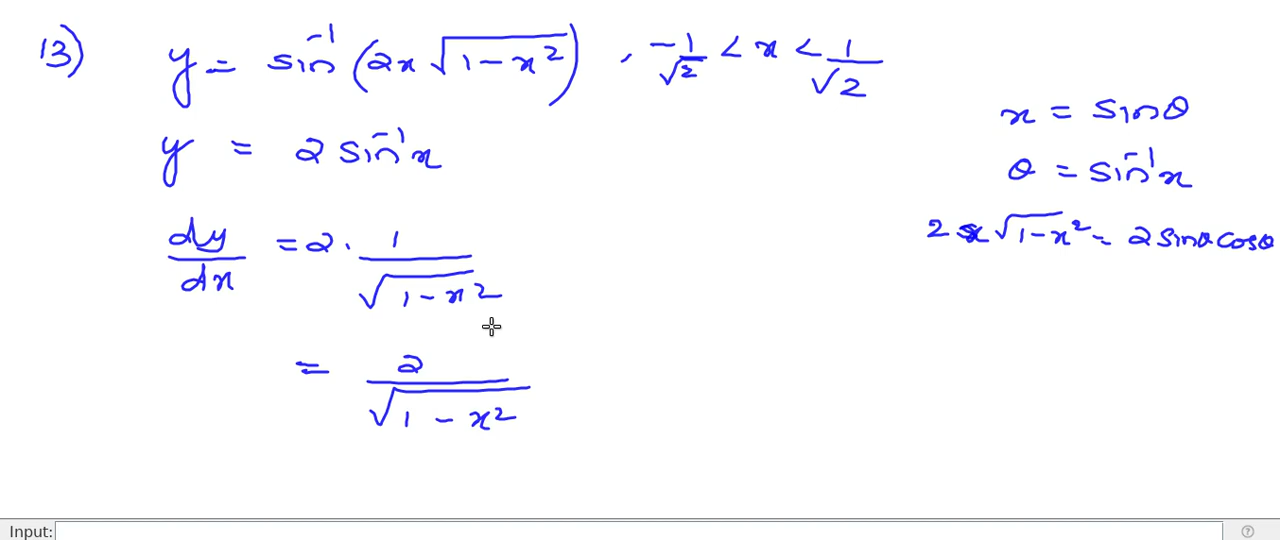 13) y = sin⁻¹(2x√(1-x²)) , -1/√2 < x < 1/√2
x = sinθ
y = 2 sin⁻¹x
θ = sin⁻¹x
dy/dx = 2 · 1/√(1-x²)
2x√(1-x²) = 2 sinθ cosθ
= 2/√(1-x²)
Input: